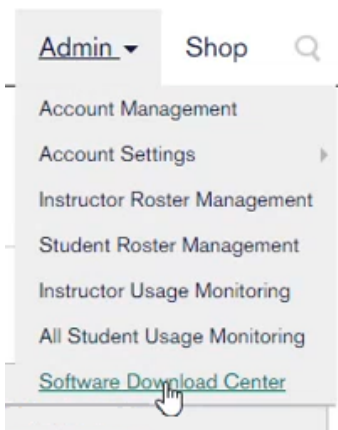 Admin Shop
Account Management
Account Settings
Instructor Roster Management
Student Roster Management
Instructor Usage Monitoring
All Student Usage Monitoring
Software Download Center